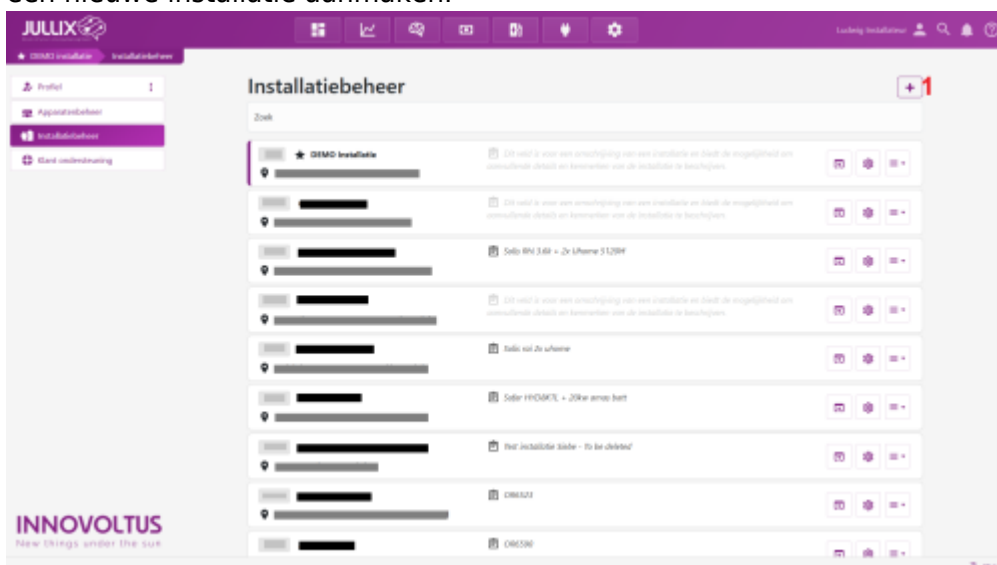 een nieuwe installatie aanmaken.
JULLIX
Ludwig Installateur
DEMO installatie
Installatiebeheer
Profiel
Apparatenbeheer
Installatiebeheer
Klant ondersteuning
Installatiebeheer
1
Zoek
DEMO Installatie
Dit veld is voor een omschrijving van een installatie en biedt de mogelijkheid om
aanvullende details en kenmerken van de installatie te beschrijven.
Dit veld is voor een omschrijving van een installatie en biedt de mogelijkheid om
aanvullende details en kenmerken van de installatie te beschrijven.
Dit veld is voor een omschrijving van een installatie en biedt de mogelijkheid om
aanvullende details en kenmerken van de installatie te beschrijven.
Test installatie Siebe - To be deleted
INNOVOLTUS
New things under the sun